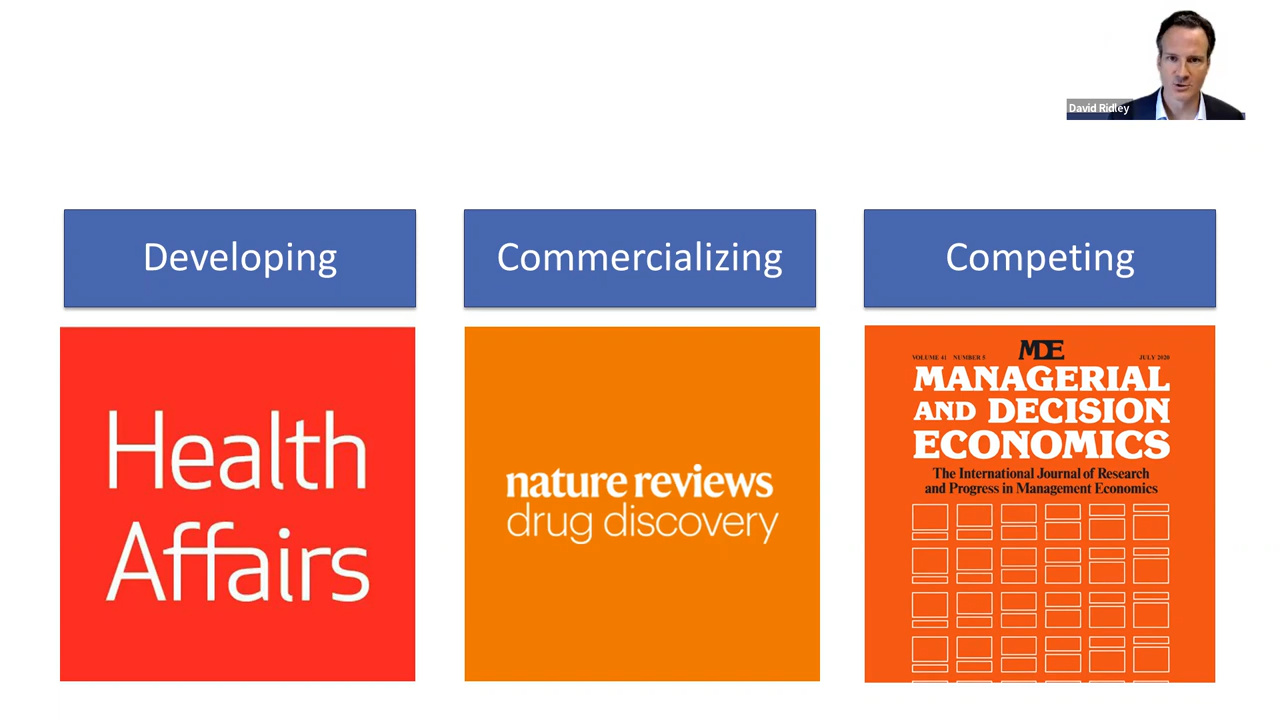 David Ridley
Developing
Commercializing
Competing
Health
Affairs
nature reviews
drug discovery
VOLUME 41 NUMBER 5
MDE
JULY 2020
MANAGERIAL
AND DECISION
ECONOMICS
The International Journal of Research
and Progress in Management Economics